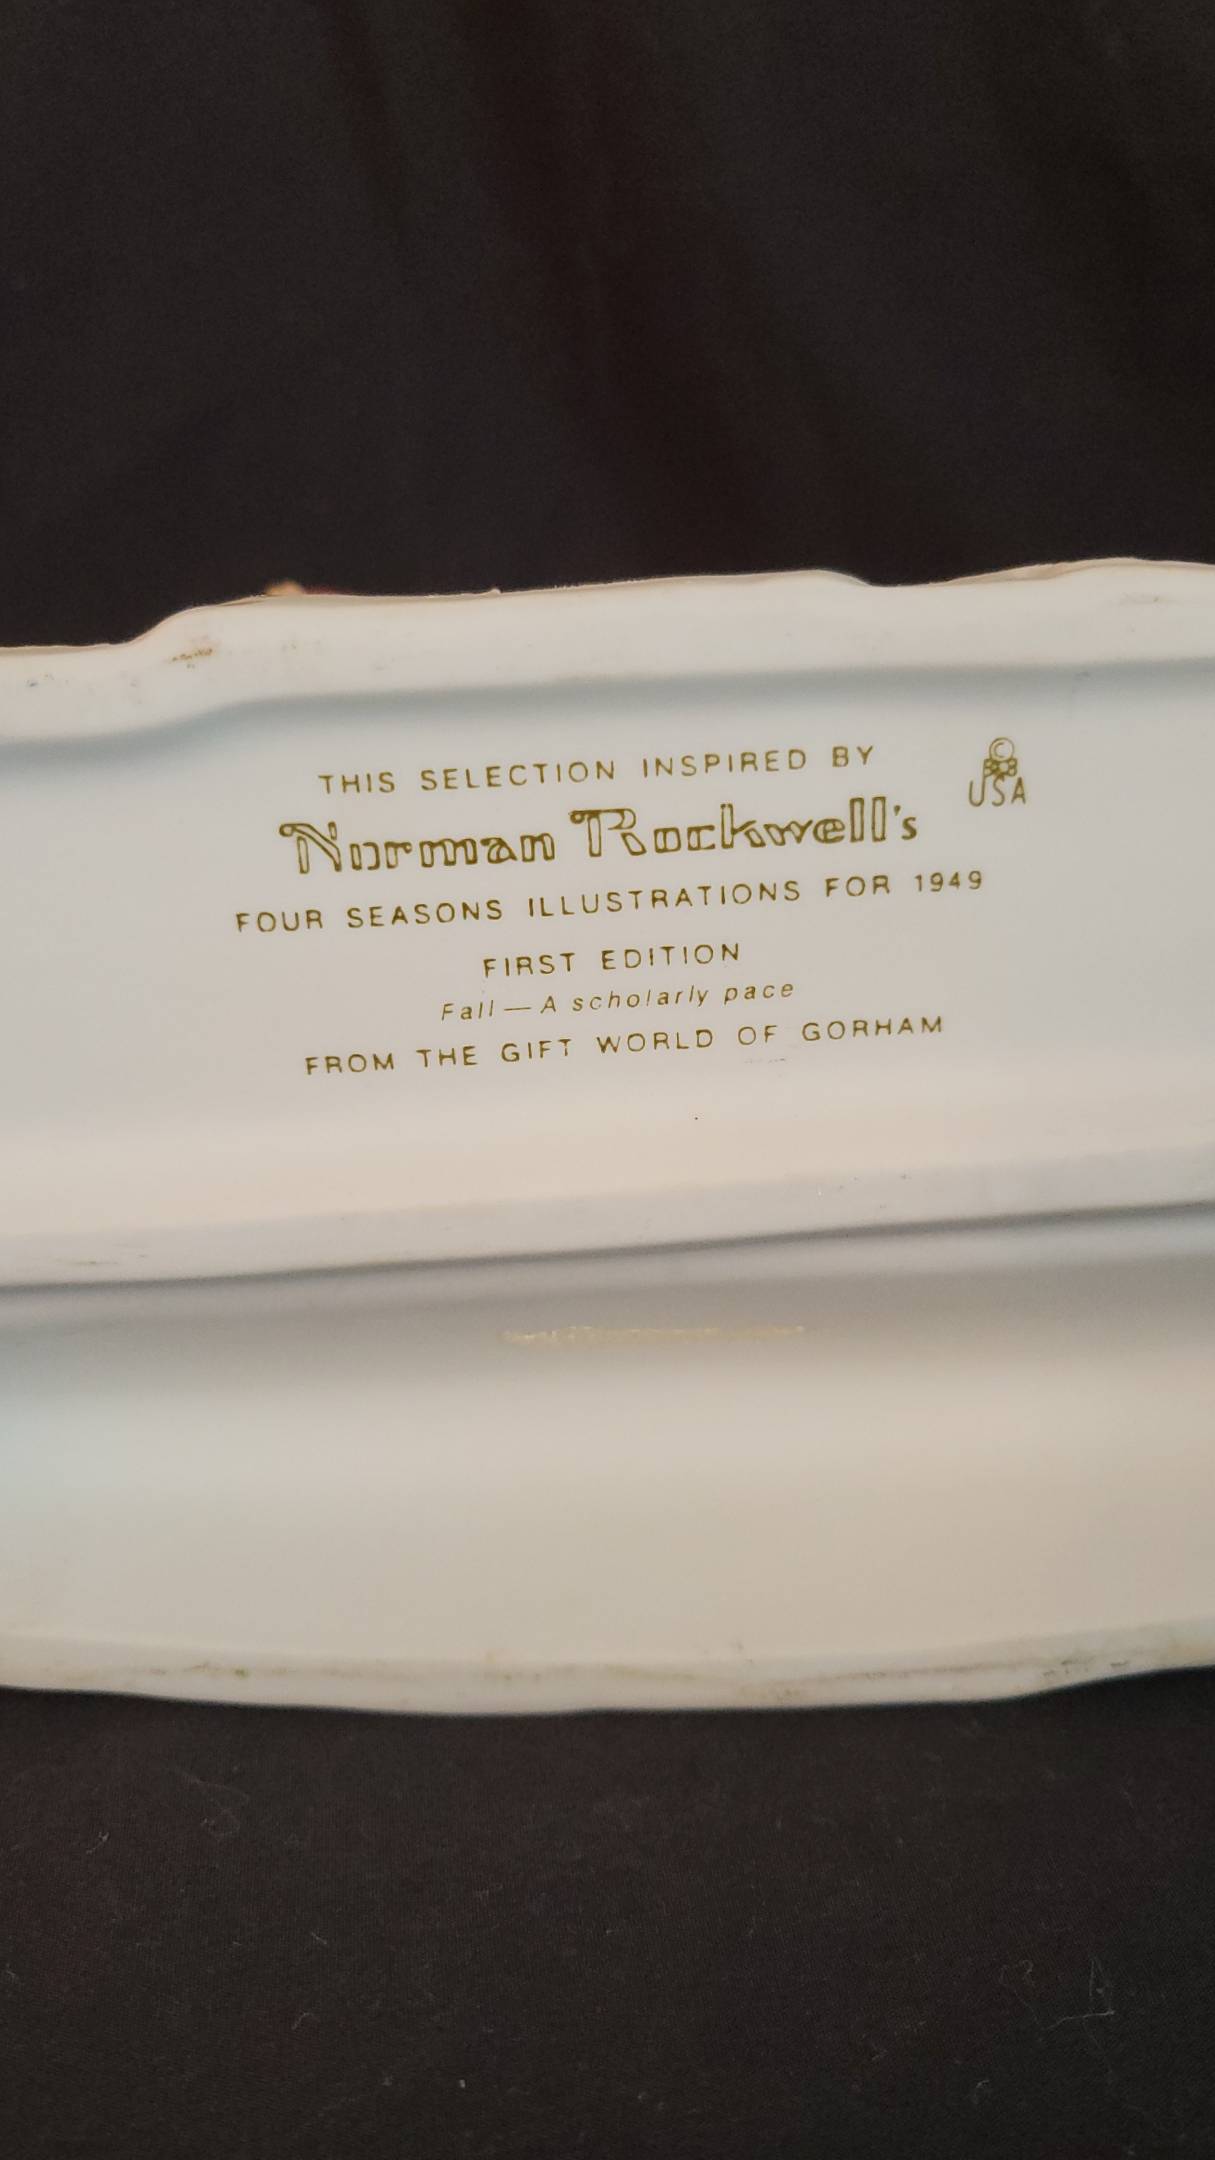 THIS SELECTION INSPIRED BY
Norman Rockwell's
FOUR SEASONS ILLUSTRATIONS FOR 1949
FIRST EDITION
Fall — A scholarly pace
FROM THE GIFT WORLD OF GORHAM
©
USA